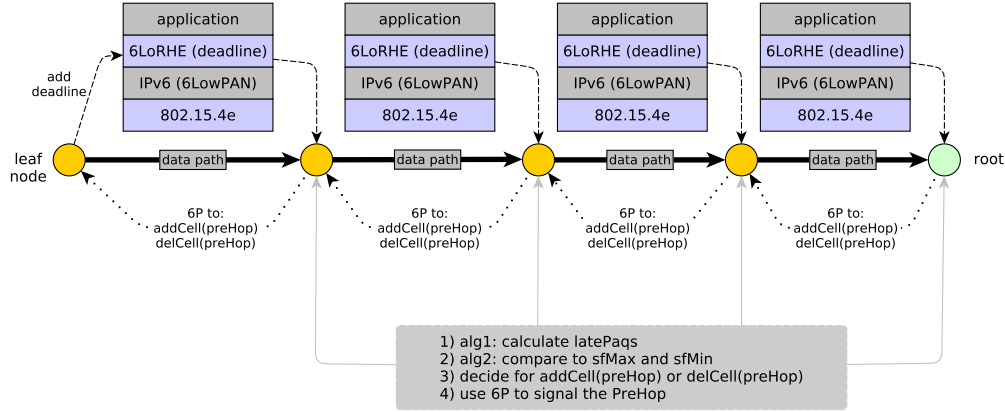 application
6LoRHE (deadline)
IPv6 (6LowPAN)
802.15.4e
application
6LoRHE (deadline)
IPv6 (6LowPAN)
802.15.4e
application
6LoRHE (deadline)
IPv6 (6LowPAN)
802.15.4e
application
6LoRHE (deadline)
IPv6 (6LowPAN)
802.15.4e
add
deadline
leaf
node
data path
data path
data path
data path
root
6P to:
addCell(preHop)
delCell(preHop)
6P to:
addCell(preHop)
delCell(preHop)
6P to:
addCell(preHop)
delCell(preHop)
6P to:
addCell(preHop)
delCell(preHop)
1) alg1: calculate latePaqs
2) alg2: compare to sfMax and sfMin
3) decide for addCell(preHop) or delCell(preHop)
4) use 6P to signal the PreHop